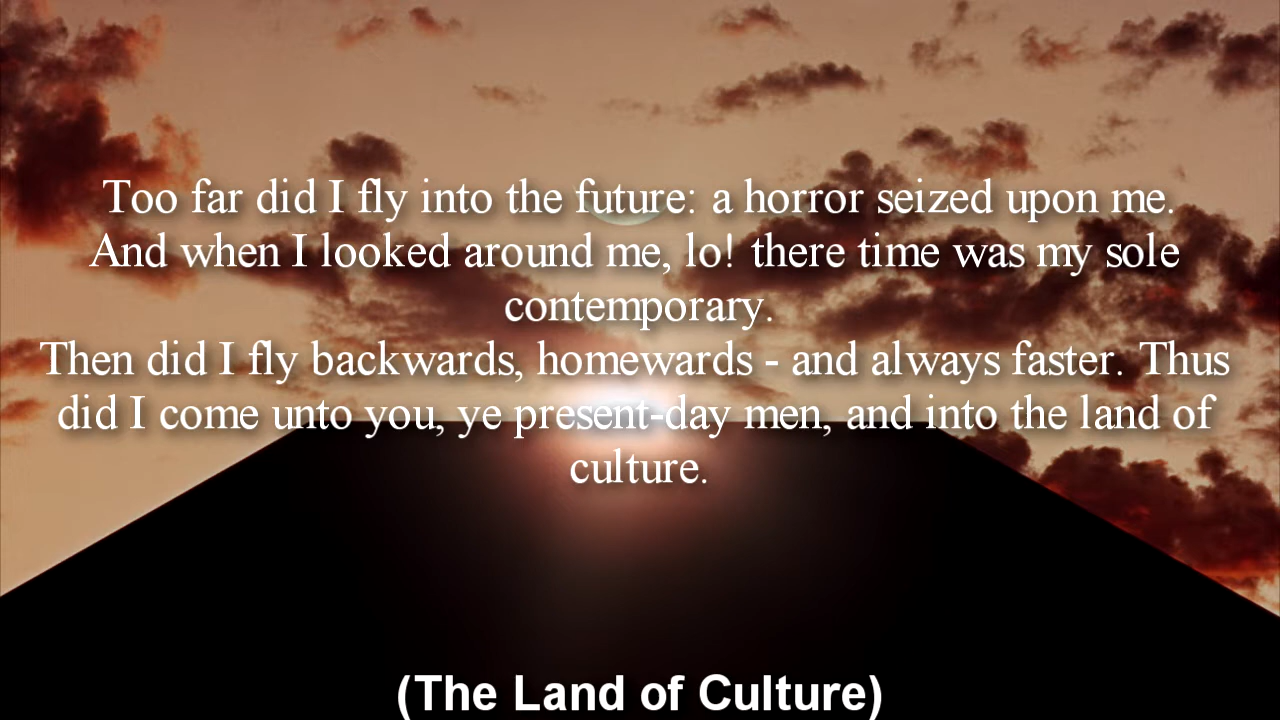 Too far did I fly into the future: a horror seized upon me.
And when I looked around me, lo! there time was my sole
contemporary.
Then did I fly backwards, homewards - and always faster. Thus
did I come unto you, ye present-day men, and into the land of
culture.
(The Land of Culture)